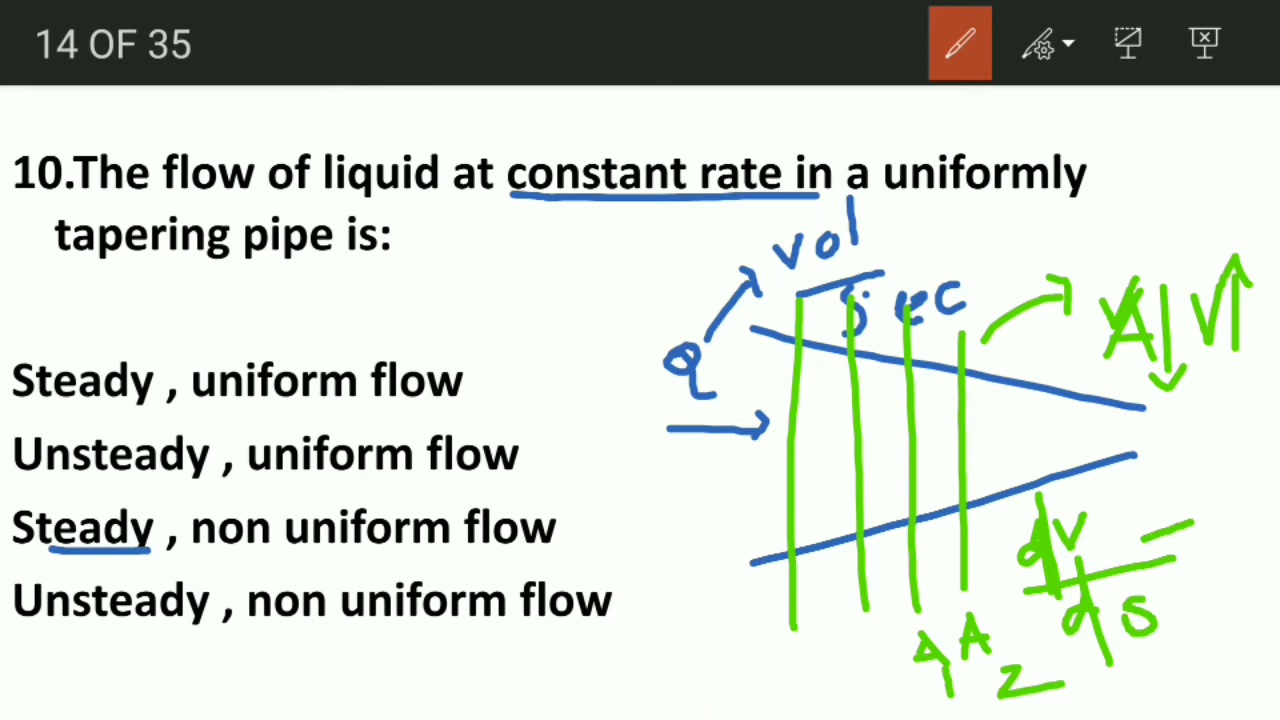 14 OF 35
10.The flow of liquid at constant rate in a uniformly
tapering pipe is:
vol
sec
Q
A V
Steady , uniform flow
Unsteady , uniform flow
Steady , non uniform flow
Unsteady , non uniform flow
dv
ds
A A
2